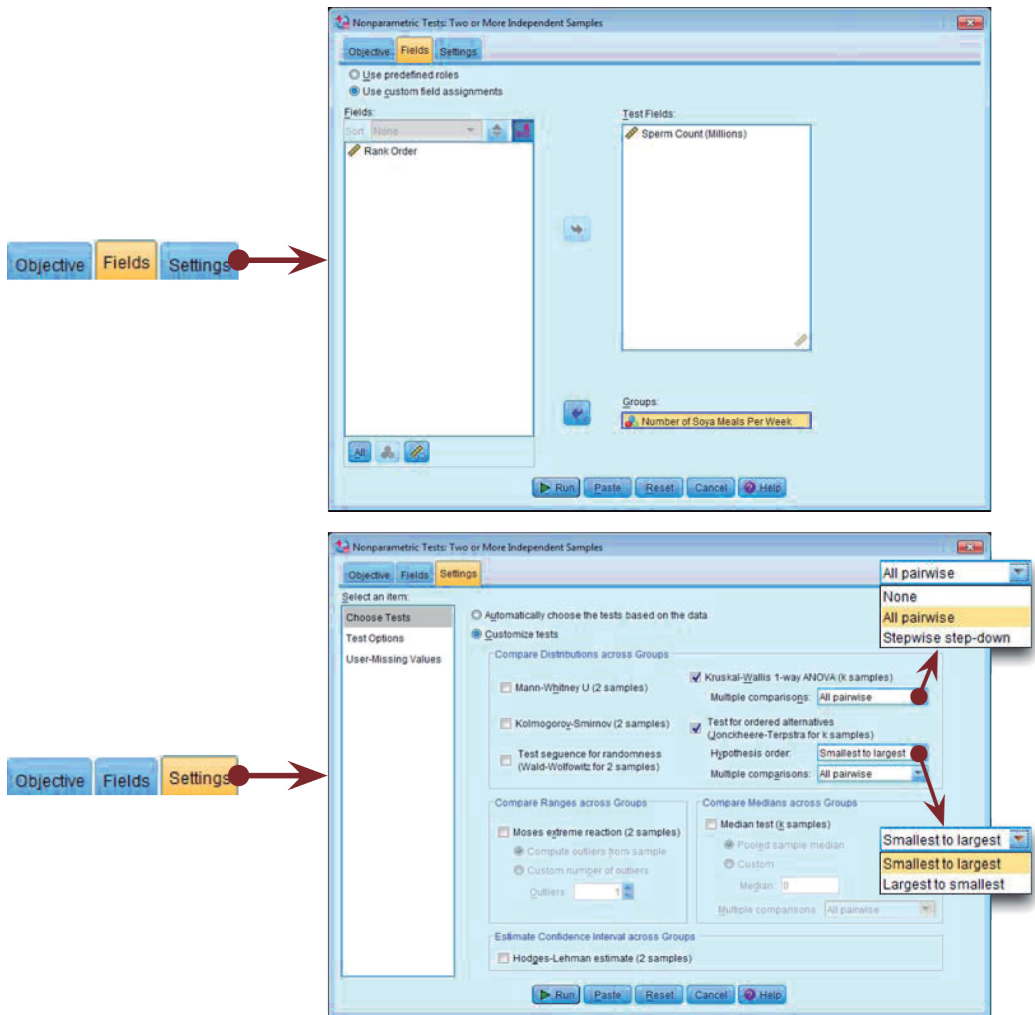 Nonparametric Tests: Two or More Independent Samples
Objective Fields Settings
Use predefined roles
Use custom field assignments
Fields:
Sort: None
Rank Order
Test Fields:
Sperm Count (Millions)
Groups:
Number of Soya Meals Per Week
All
Run Paste Reset Cancel Help
Objective Fields Settings
Nonparametric Tests: Two or More Independent Samples
Objective Fields Settings
Select an item:
Choose Tests
Test Options
User-Missing Values
Automatically choose the tests based on the data
Customize tests
Compare Distributions across Groups
Mann-Whitney U (2 samples)
Kolmogorov-Smirnov (2 samples)
Test sequence for randomness
(Wald-Wolfowitz for 2 samples)
Kruskal-Wallis 1-way ANOVA (k samples)
Multiple comparisons: All pairwise
Test for ordered alternatives
(Jonckheere-Terpstra for k samples)
Hypothesis order: Smallest to largest
Multiple comparisons: All pairwise
Compare Ranges across Groups
Moses extreme reaction (2 samples)
Compute outliers from sample
Custom number of outliers
Outliers: 1
Compare Medians across Groups
Median test (k samples)
Pooled sample median
Custom
Median: 0
Multiple comparisons: All pairwise
Estimate Confidence Interval across Groups
Hodges-Lehman estimate (2 samples)
Run Paste Reset Cancel Help
Objective Fields Settings
All pairwise
None
All pairwise
Stepwise step-down
Smallest to largest
Smallest to largest
Largest to smallest